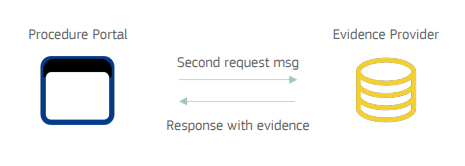 Procedure Portal
Evidence Provider
Second request msg
Response with evidence